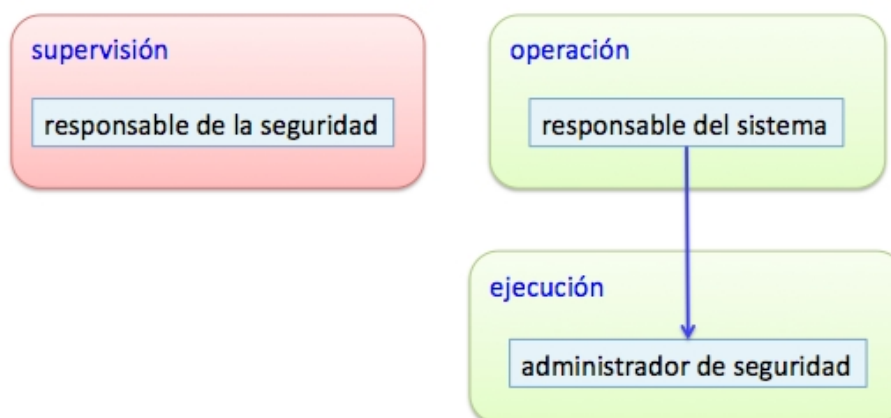 supervisión
responsable de la seguridad
operación
responsable del sistema
ejecución
administrador de seguridad